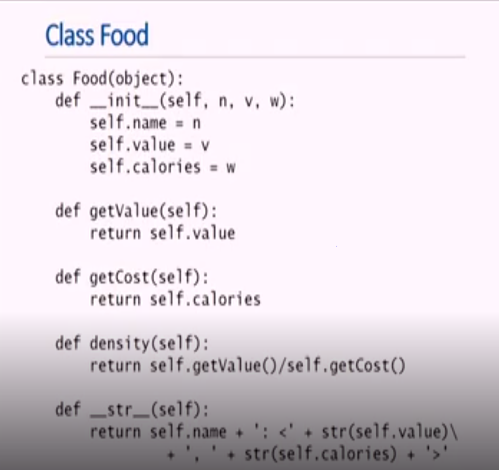 Class Food
class Food(object):
    def __init__(self, n, v, w):
        self.name = n
        self.value = v
        self.calories = w
    def getValue(self):
        return self.value
    def getCost(self):
        return self.calories
    def density(self):
        return self.getValue()/self.getCost()
    def __str__(self):
        return self.name + ': <' + str(self.value)\
                 + ', ' + str(self.calories) + '>'